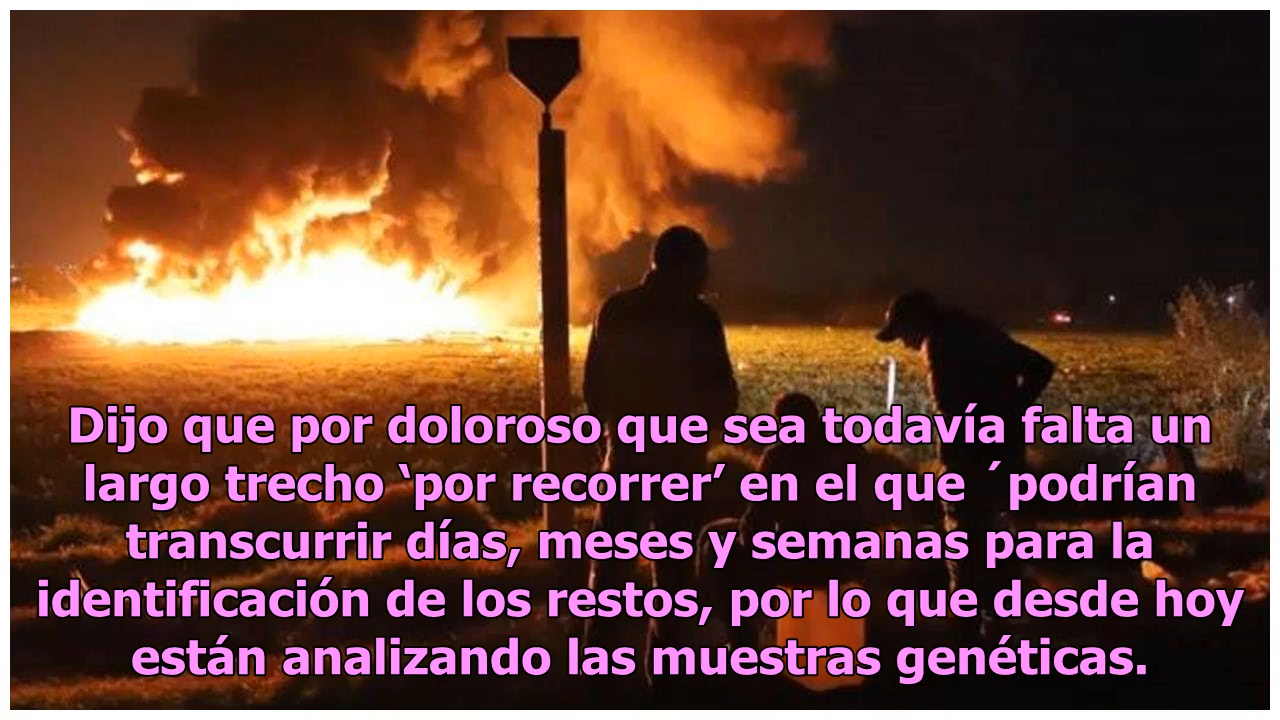 Dijo que por doloroso que sea todavía falta un
largo trecho ‘por recorrer’ en el que ´podrían
transcurrir días, meses y semanas para la
identificación de los restos, por lo que desde hoy
están analizando las muestras genéticas.